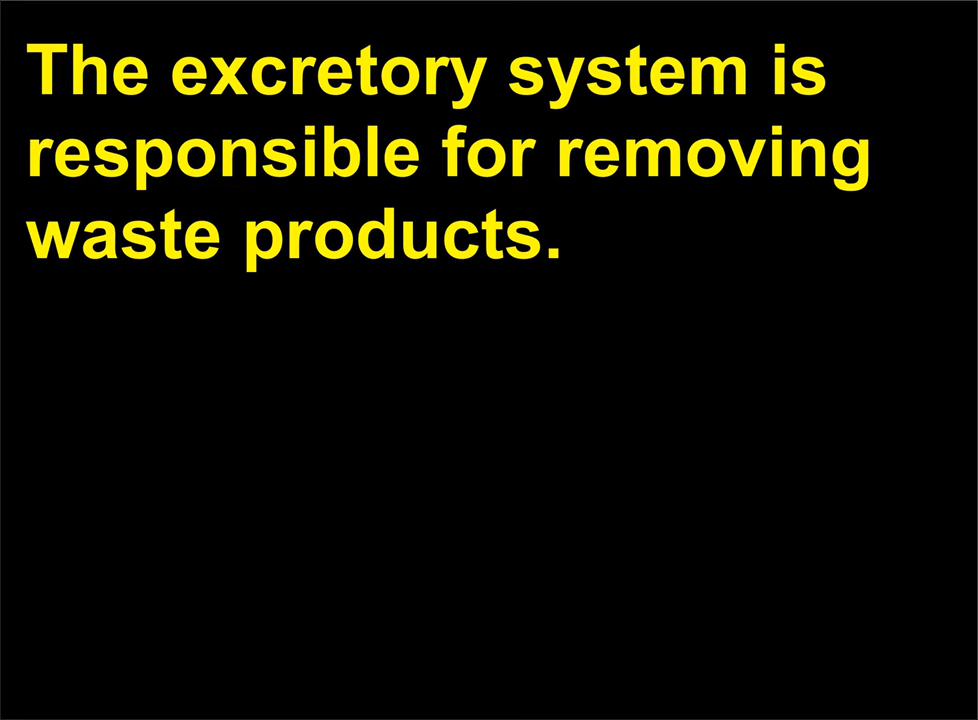 The excretory system is
responsible for removing
waste products.